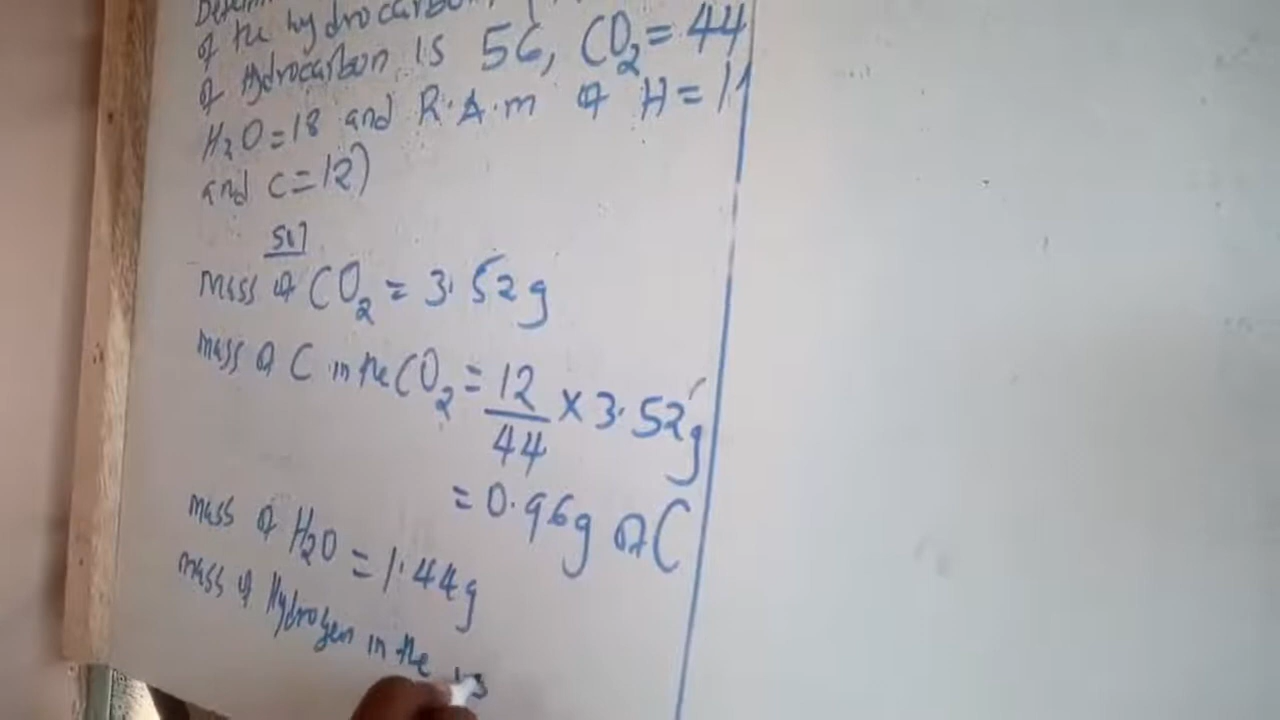 of the hydrocarbon
of Hydrocarbon is 56, CO₂ = 44
H₂O = 18 and R.A.m of H = 1
and C = 12)
Sol
mass of CO₂ = 3.52g
mass of C in the CO₂ = 12/44 × 3.52g
= 0.96g of C
mass of H₂O = 1.44g
mass of Hydrogen in the